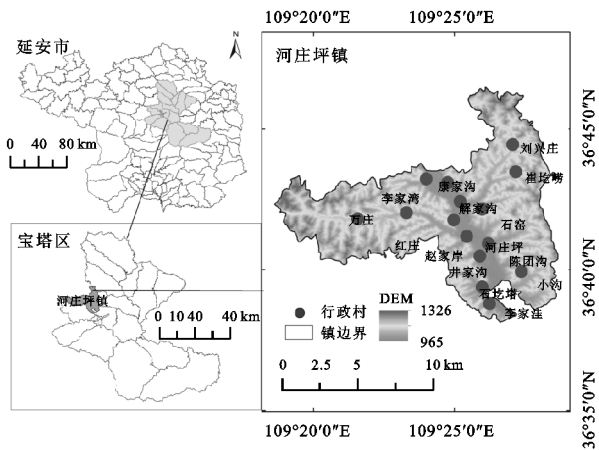 延安市
N
0 40 80 km
宝塔区
河庄坪镇
0 10 40 40 km
109°20′0″E 109°25′0″E
河庄坪镇
36°45′0″N
36°40′0″N
36°35′0″N
刘兴庄
崔圪崂
康家沟
李家湾
解家沟
万庄
石窑
红庄
赵家岸
河庄坪
陈团沟
井家沟
小沟
石圪塔
李家洼
行政村
镇边界
DEM
1326
965
0 2.5 5 10 km
109°20′0″E 109°25′0″E